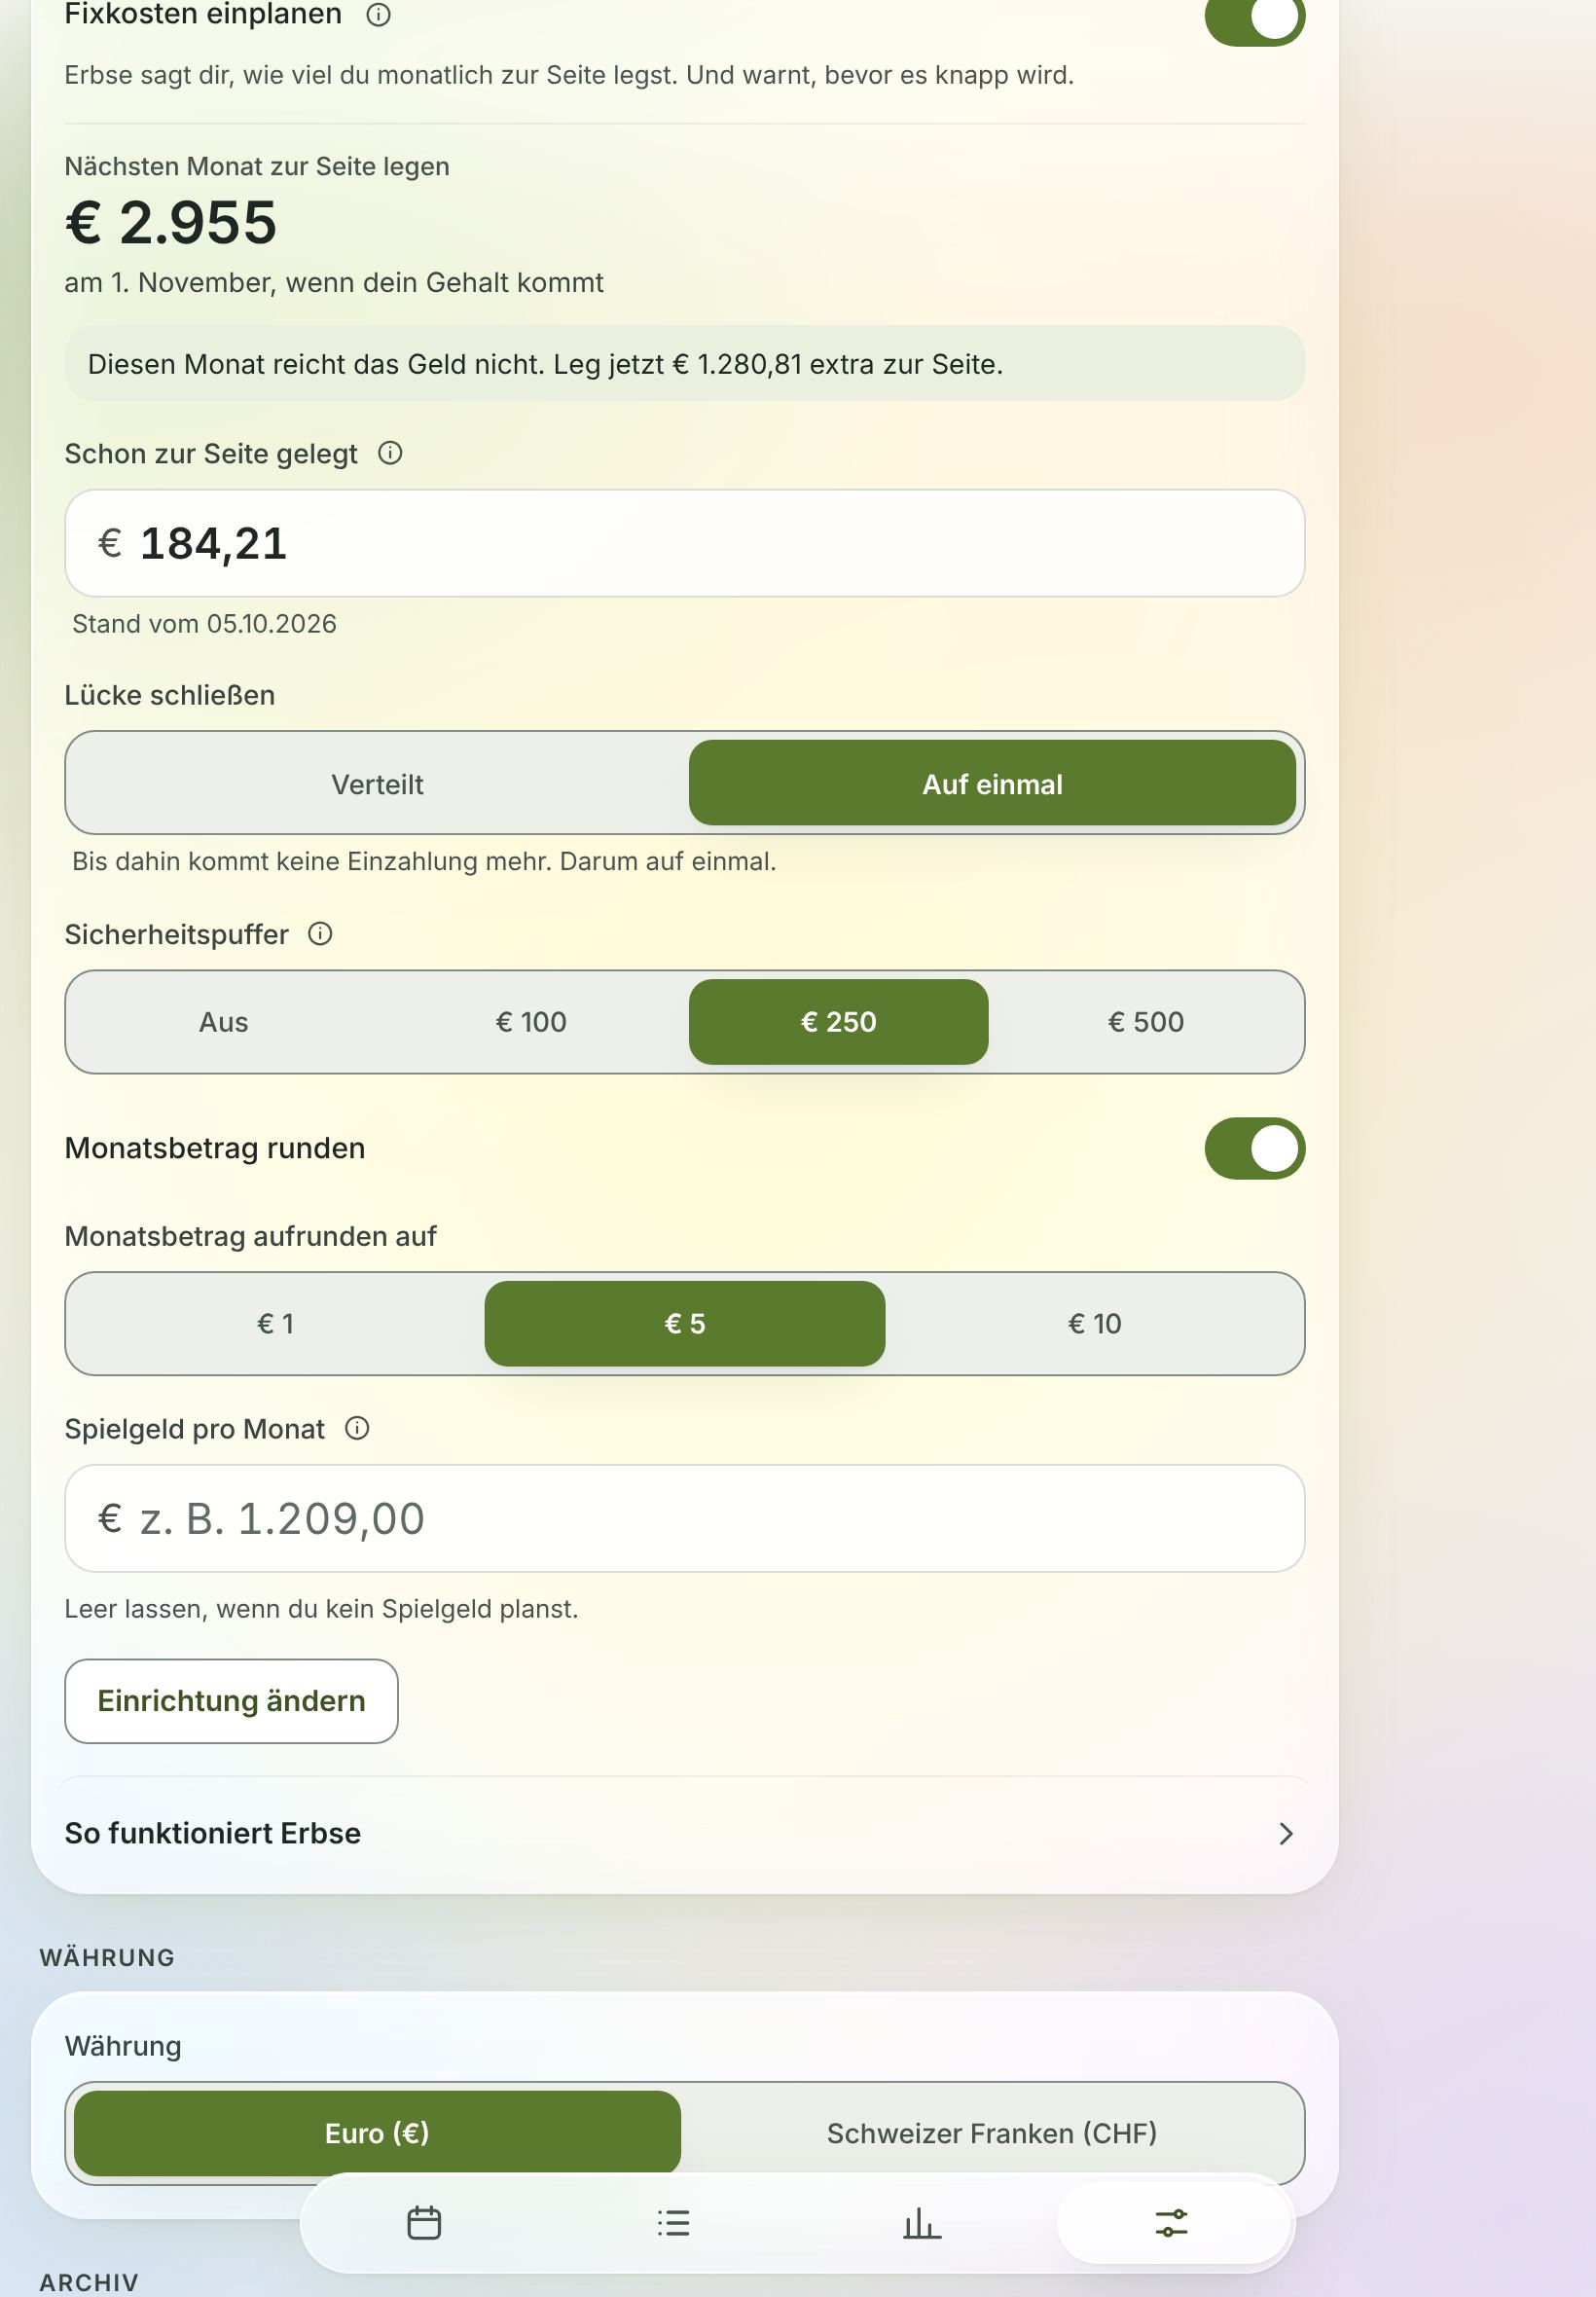 Fixkosten einplanen
Erbse sagt dir, wie viel du monatlich zur Seite legst. Und warnt, bevor es knapp wird.
Nächsten Monat zur Seite legen
€ 2.955
am 1. November, wenn dein Gehalt kommt
Diesen Monat reicht das Geld nicht. Leg jetzt € 1.280,81 extra zur Seite.
Schon zur Seite gelegt
€ 184,21
Stand vom 05.10.2026
Lücke schließen
Verteilt Auf einmal
Bis dahin kommt keine Einzahlung mehr. Darum auf einmal.
Sicherheitspuffer
Aus € 100 € 250 € 500
Monatsbetrag runden
Monatsbetrag aufrunden auf
€ 1 € 5 € 10
Spielgeld pro Monat
€ z. B. 1.209,00
Leer lassen, wenn du kein Spielgeld planst.
Einrichtung ändern
So funktioniert Erbse
WÄHRUNG
Währung
Euro (€) Schweizer Franken (CHF)
ARCHIV